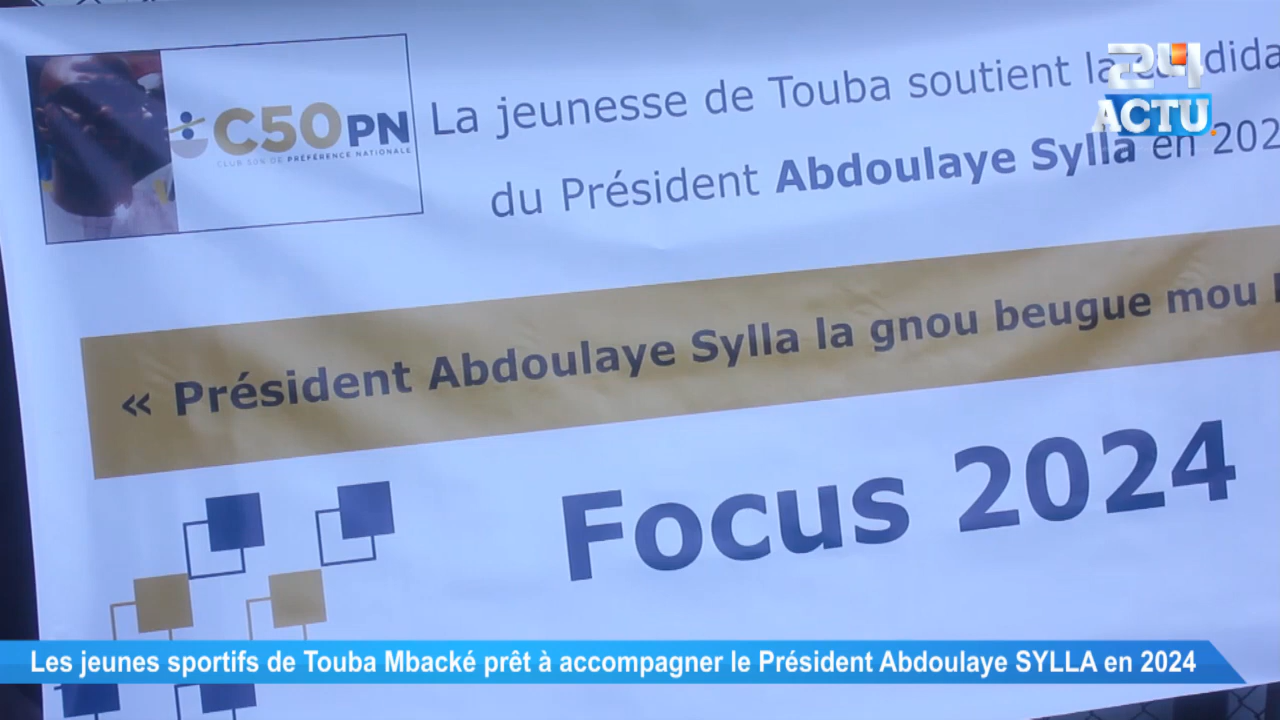 24
ACTU
C50PN
CLUB 50% DE PRÉFÉRENCE NATIONALE
La jeunesse de Touba soutient la
du Président Abdoulaye Sylla en
« Président Abdoulaye Sylla la gnou beugue mou
Focus 2024
Les jeunes sportifs de Touba Mbacké prêt à accompagner le Président Abdoulaye SYLLA en 2024